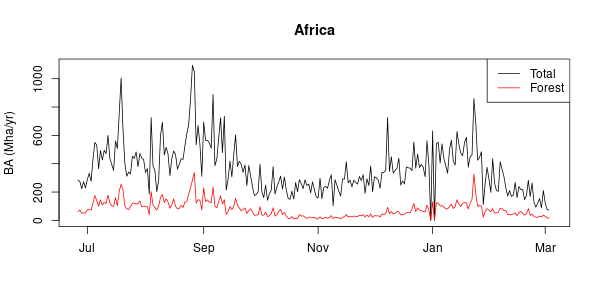 Africa
BA (Mha/yr)
1000
600
200
0
Total
Forest
Jul
Sep
Nov
Jan
Mar